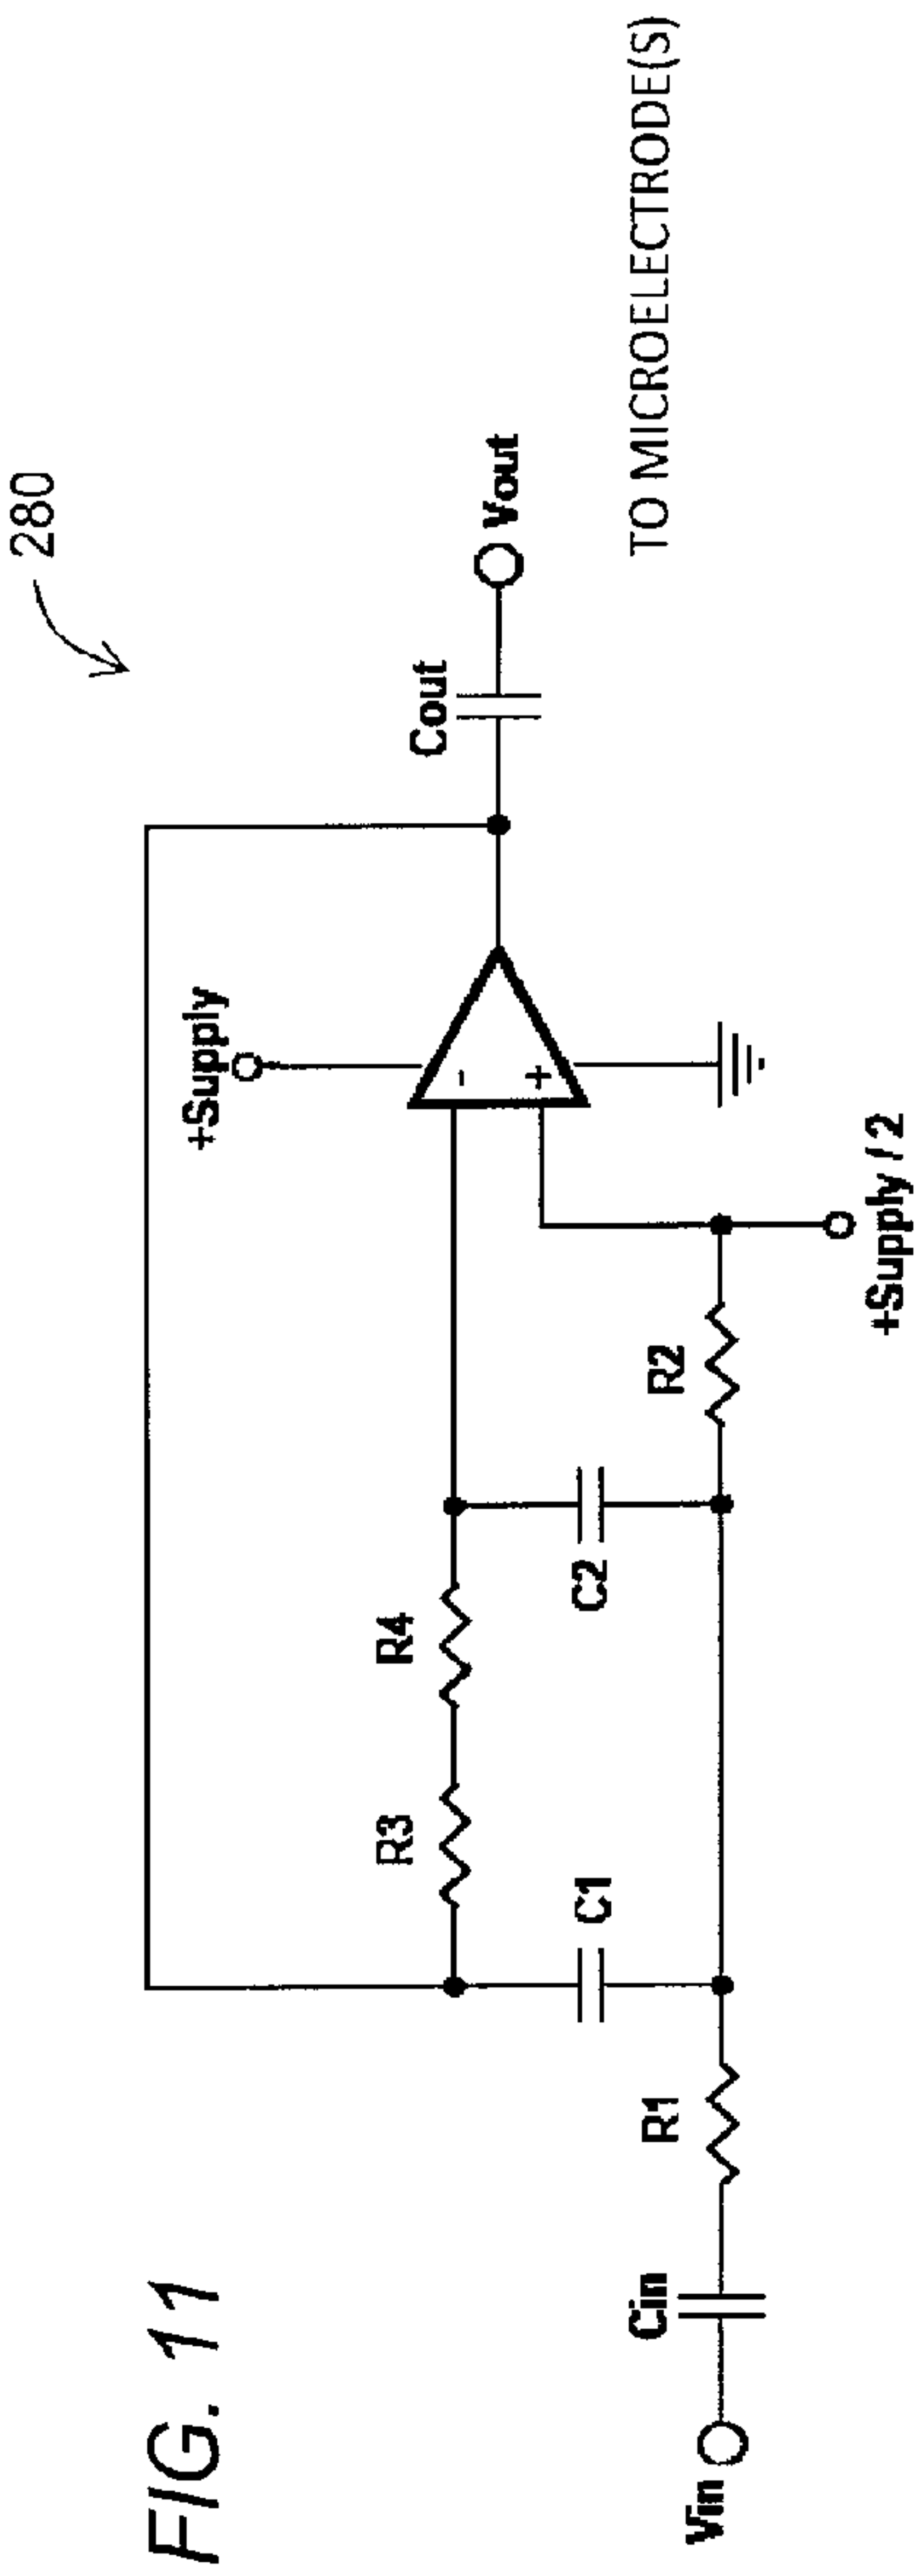 FIG. 11
280
+Supply
Cout
Vout
R3
R4
C1
C2
Vin
Cin
R1
R2
-
+
+Supply / 2
TO MICROELECTRODE(S)